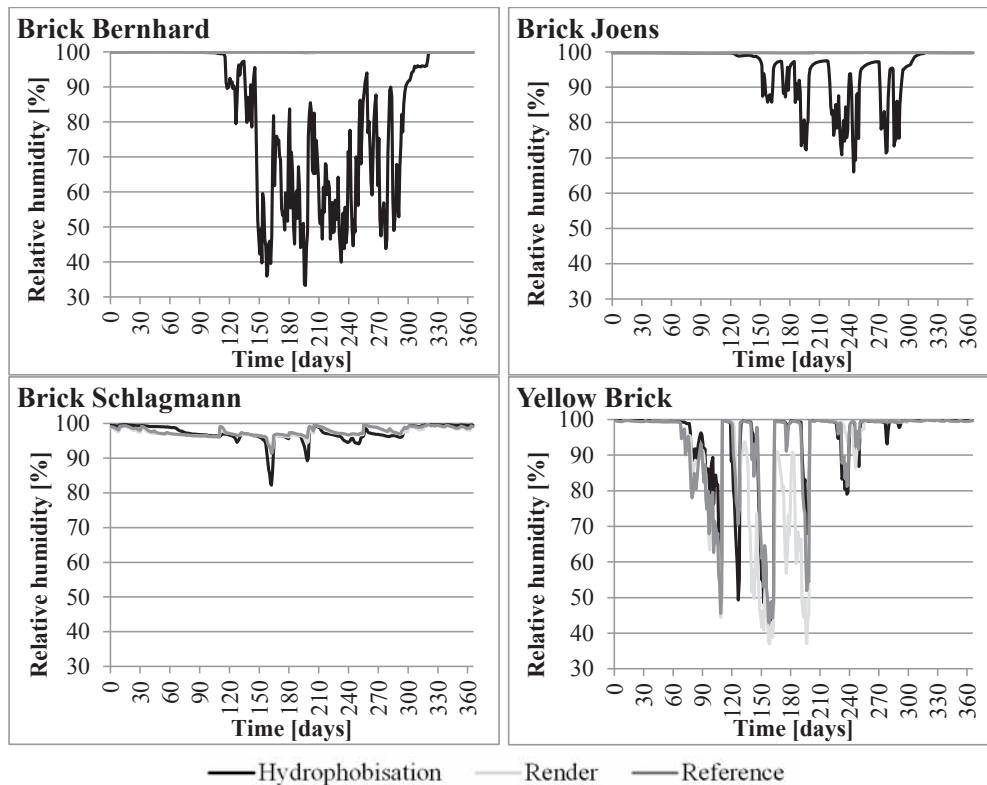 Brick Bernhard
Relative humidity [%]
100
90
80
70
60
50
40
30
0 30 60 90 120 150 180 210 240 270 300 330 360
Time [days]
Brick Joens
Relative humidity [%]
100
90
80
70
60
50
40
30
0 30 60 90 120 150 180 210 240 270 300 330 360
Time [days]
Brick Schlagmann
Relative humidity [%]
100
90
80
70
60
50
40
30
0 30 60 90 120 150 180 210 240 270 300 330 360
Time [days]
Yellow Brick
Relative humidity [%]
100
90
80
70
60
50
40
30
0 30 60 90 120 150 180 210 240 270 300 330 360
Time [days]
Hydrophobisation Render Reference